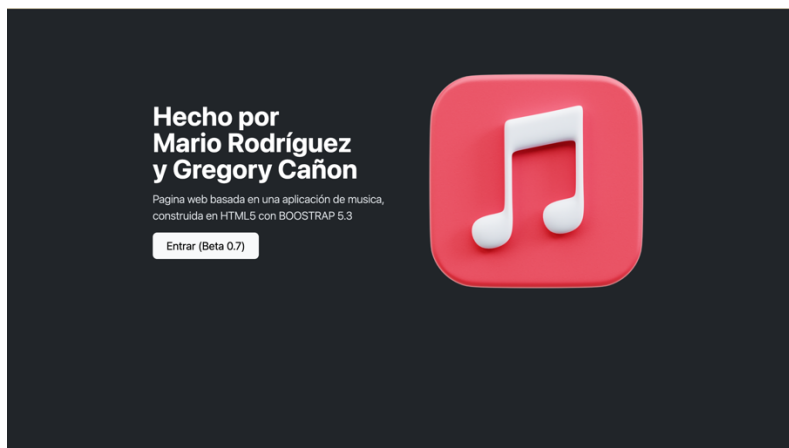 Hecho por
Mario Rodríguez
y Gregory Cañon
Pagina web basada en una aplicación de musica,
construida en HTML5 con BOOSTRAP 5.3
Entrar (Beta 0.7)